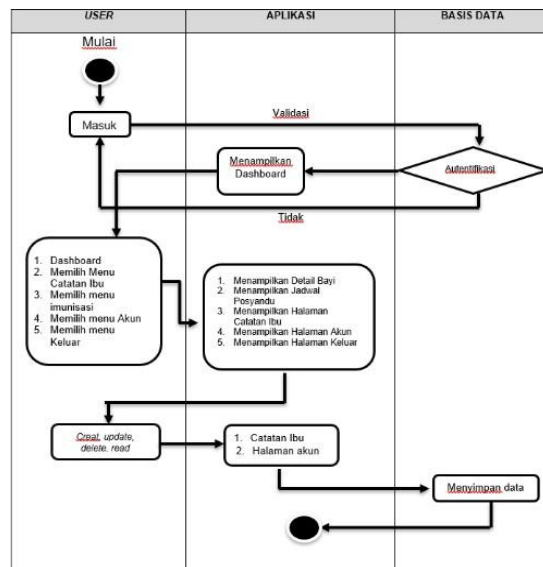 USER
APLIKASI
BASIS DATA
Mulai
Masuk
Validasi
Autentifikasi
Menampilkan
Dashboard
Tidak
1. Dashboard
2. Memilih Menu
Catatan Ibu
3. Memilih menu
imunisasi
4. Memilih menu Akun
5. Memilih menu
Keluar
1. Menampilkan Detail Bayi
2. Menampilkan Jadwal
Posyandu
3. Menampilkan Halaman
Catatan Ibu
4. Menampilkan Halaman Akun
5. Menampilkan Halaman Keluar
Creat, update,
delete, read
1. Catatan Ibu
2. Halaman akun
Menyimpan data